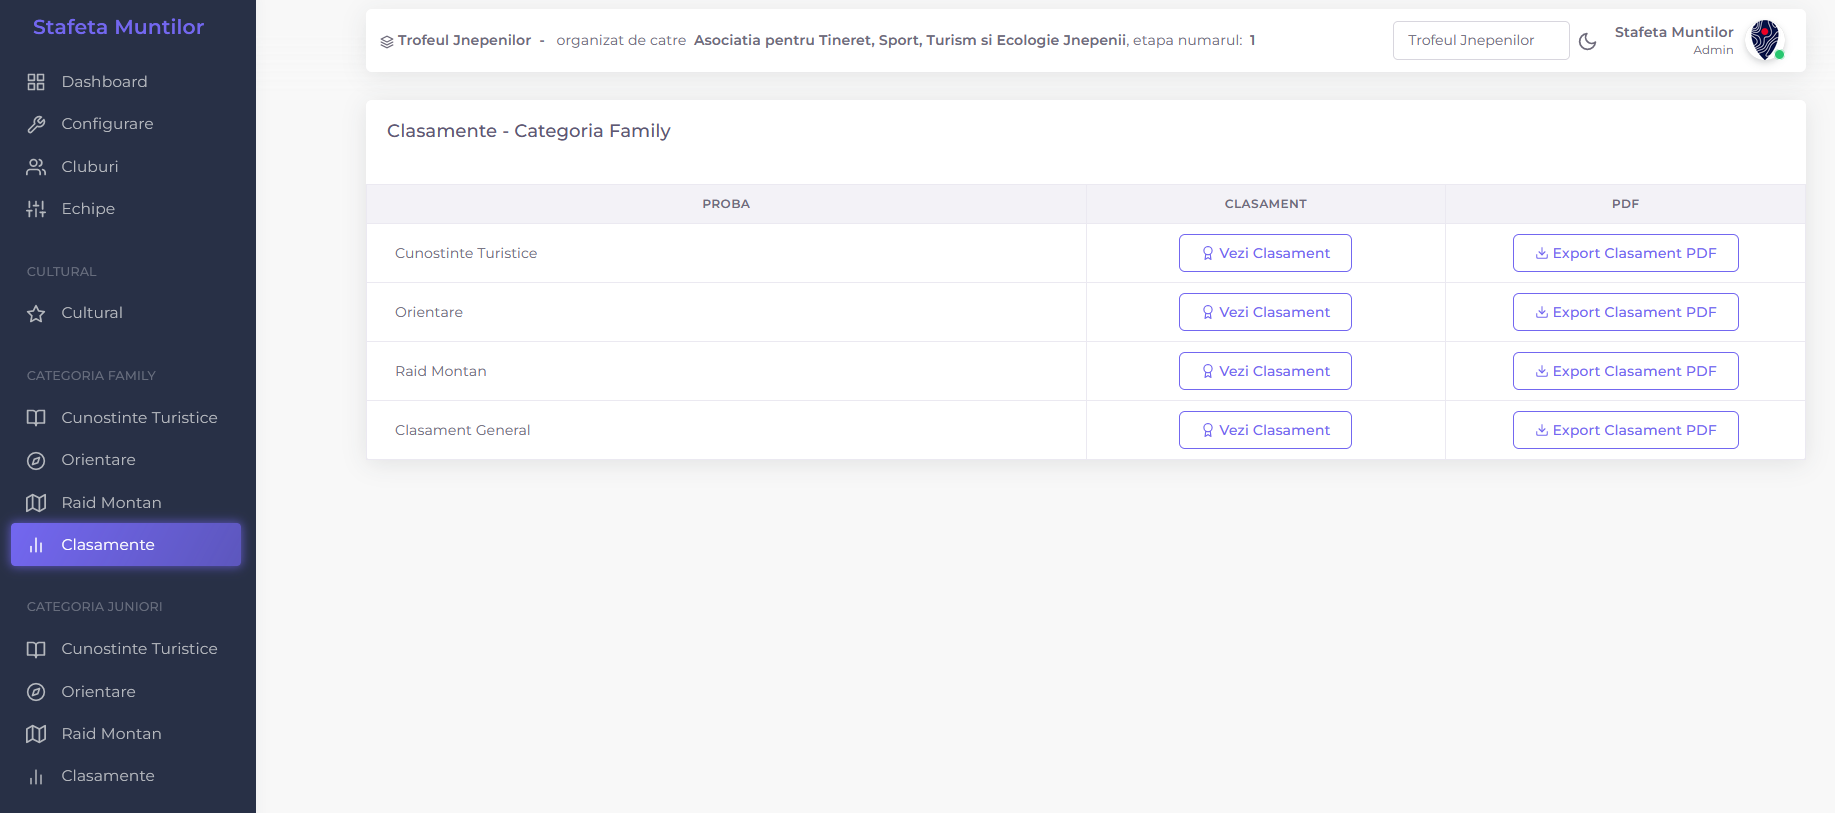 Stafeta Muntilor
Dashboard
Configurare
Cluburi
Echipe
CULTURAL
Cultural
CATEGORIA FAMILY
Cunostinte Turistice
Orientare
Raid Montan
Clasamente
CATEGORIA JUNIORI
Cunostinte Turistice
Orientare
Raid Montan
Clasamente
Trofeul Jnepenilor - organizat de catre Asociatia pentru Tineret, Sport, Turism si Ecologie Jnepenii, etapa numarul: 1
Trofeul Jnepenilor
Stafeta Muntilor
Admin
Clasamente - Categoria Family
PROBA CLASAMENT PDF
Cunostinte Turistice Vezi Clasament Export Clasament PDF
Orientare Vezi Clasament Export Clasament PDF
Raid Montan Vezi Clasament Export Clasament PDF
Clasament General Vezi Clasament Export Clasament PDF